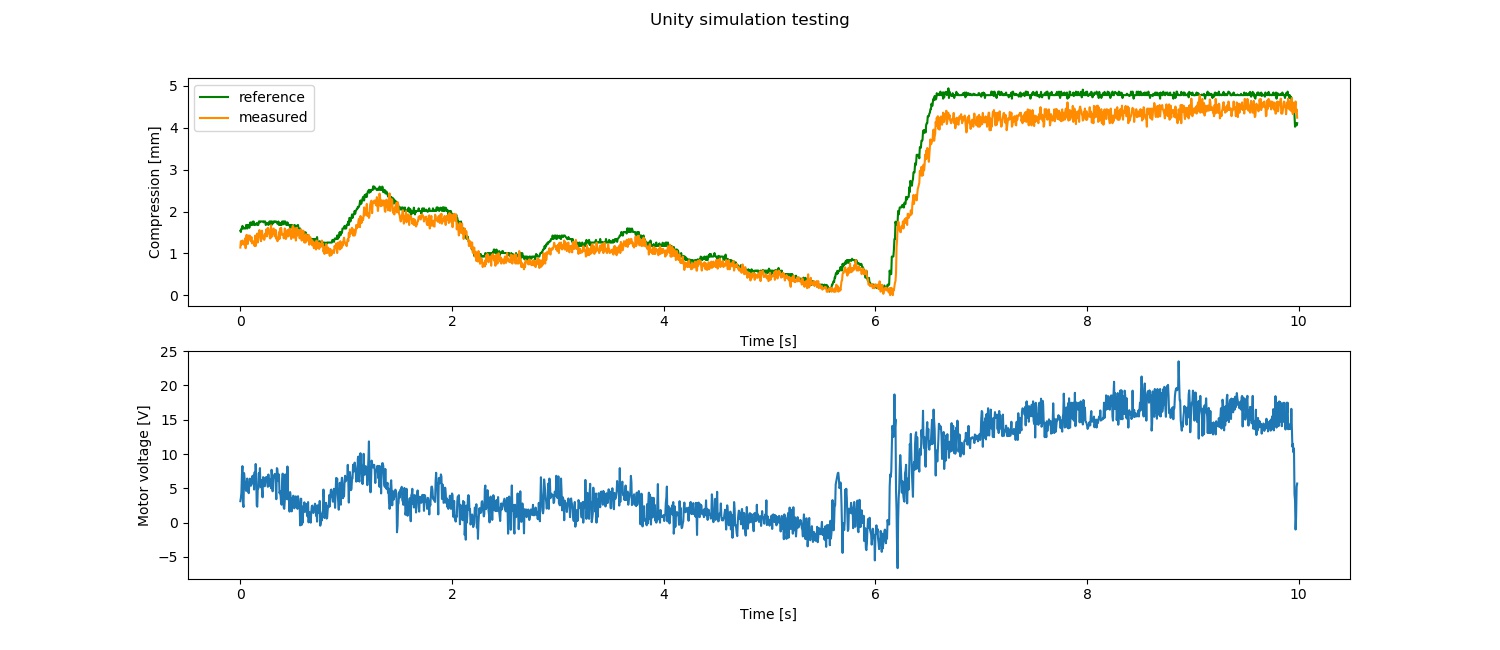 Unity simulation testing
5
4
3
2
1
0
Compression [mm]
reference
measured
0 2 4 6 8 10
Time [s]
25
20
15
10
5
0
−5
Motor voltage [V]
0 2 4 6 8 10
Time [s]